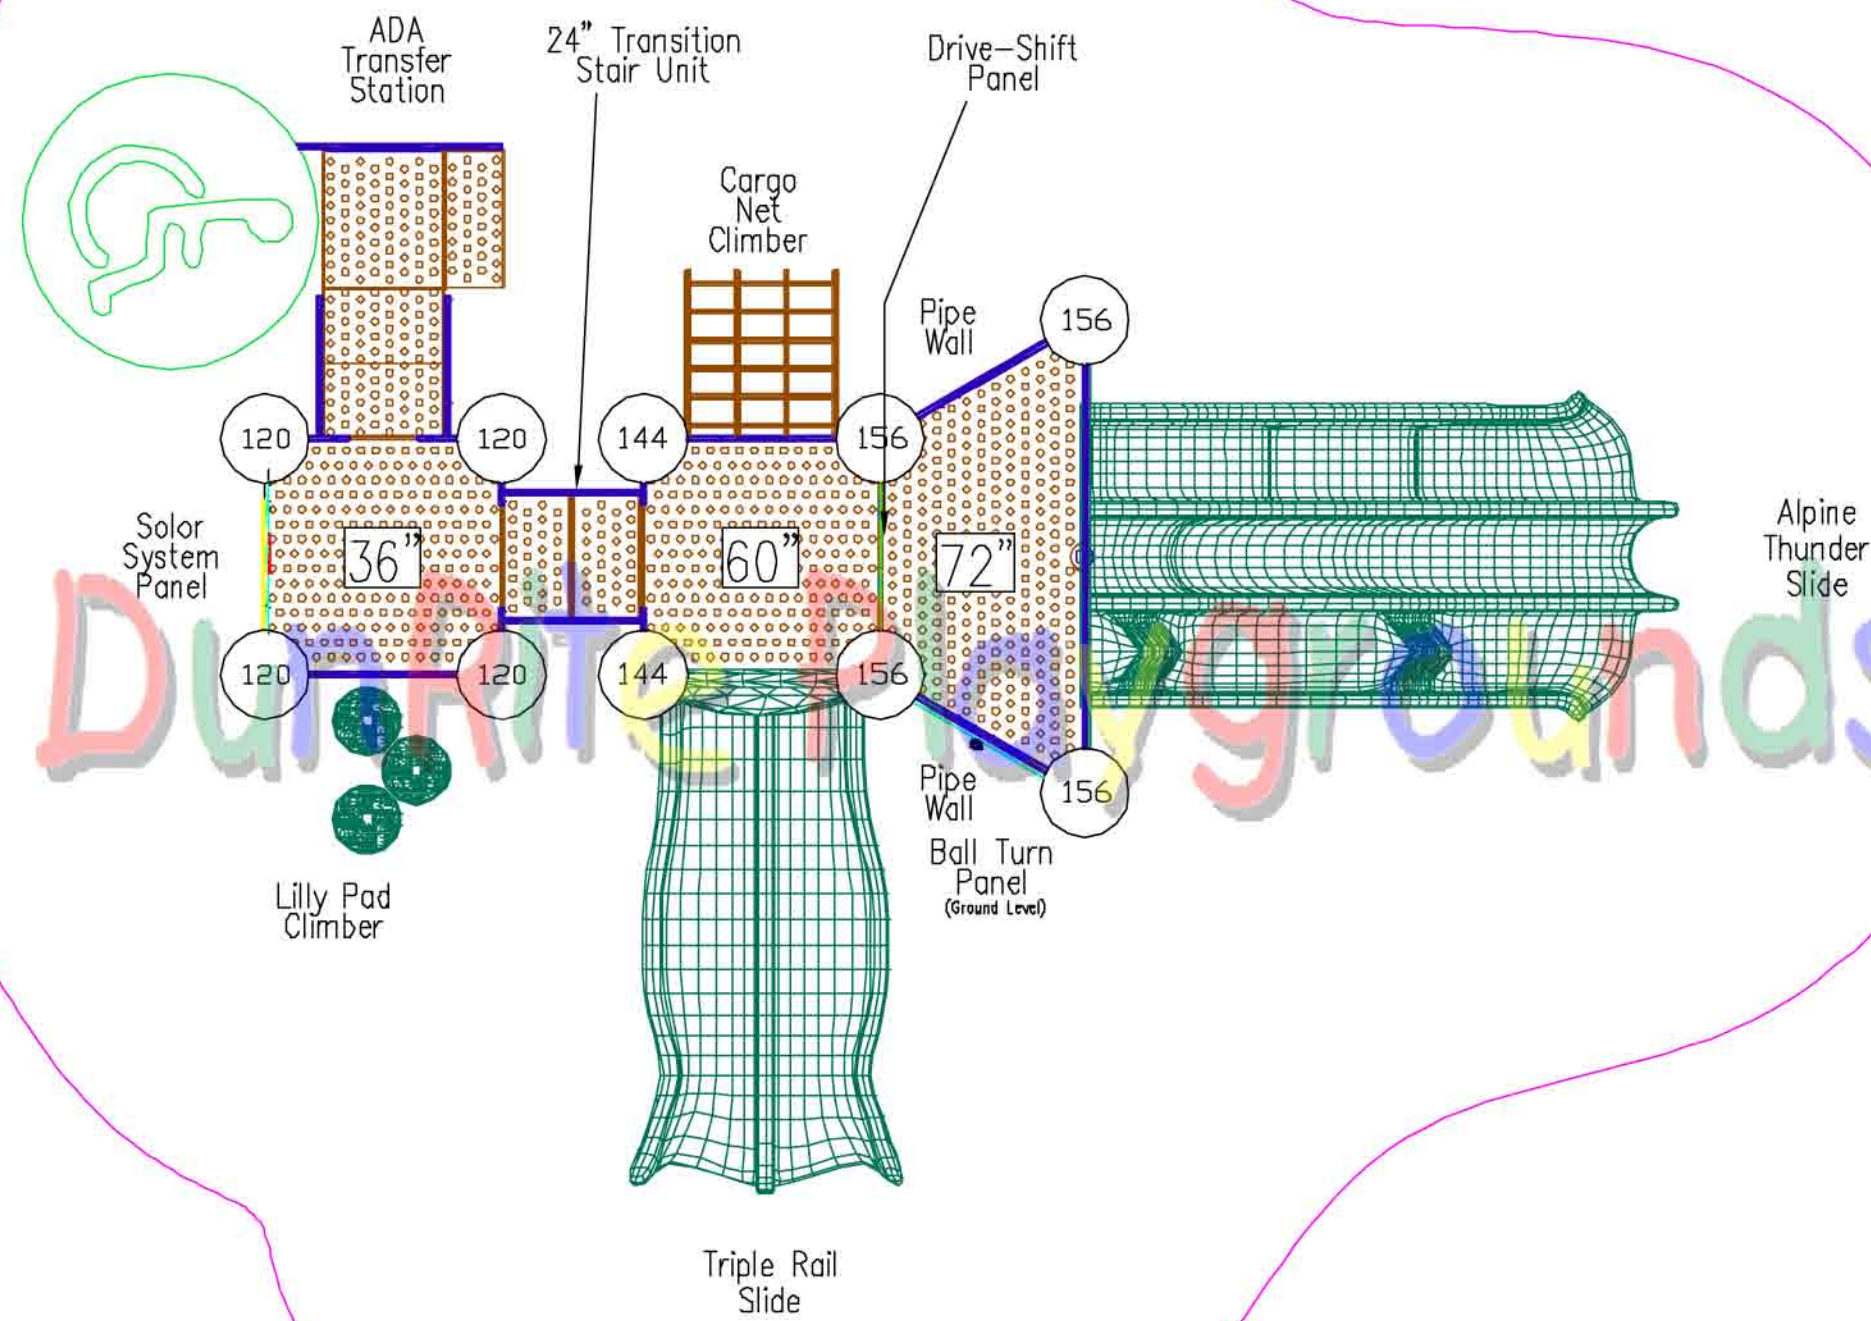 ADA
Transfer
Station
24" Transition
Stair Unit
Drive-Shift
Panel
Cargo
Net
Climber
Pipe
Wall
156
120
120
144
156
Solor
System
Panel
36"
60"
72"
Alpine
Thunder
Slide
DunRite Playgrounds
120
120
144
156
156
Pipe
Wall
Ball Turn
Panel
(Ground Level)
Lilly Pad
Climber
Triple Rail
Slide